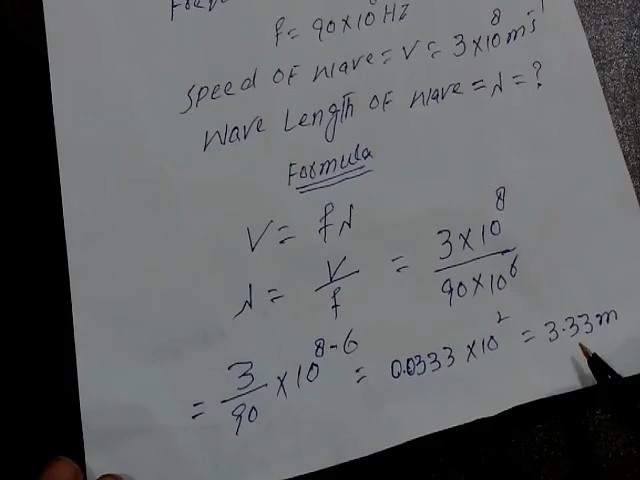 f = 90×10 HZ
Speed OF wave = V = 3×10⁸ ms⁻¹
Wave Length OF wave = λ = ?
Formula
V = fλ
λ = V/f = 3×10⁸/90×10⁶
= 3/90 ×10⁸⁻⁶ = 0.0333 ×10² = 3.33m